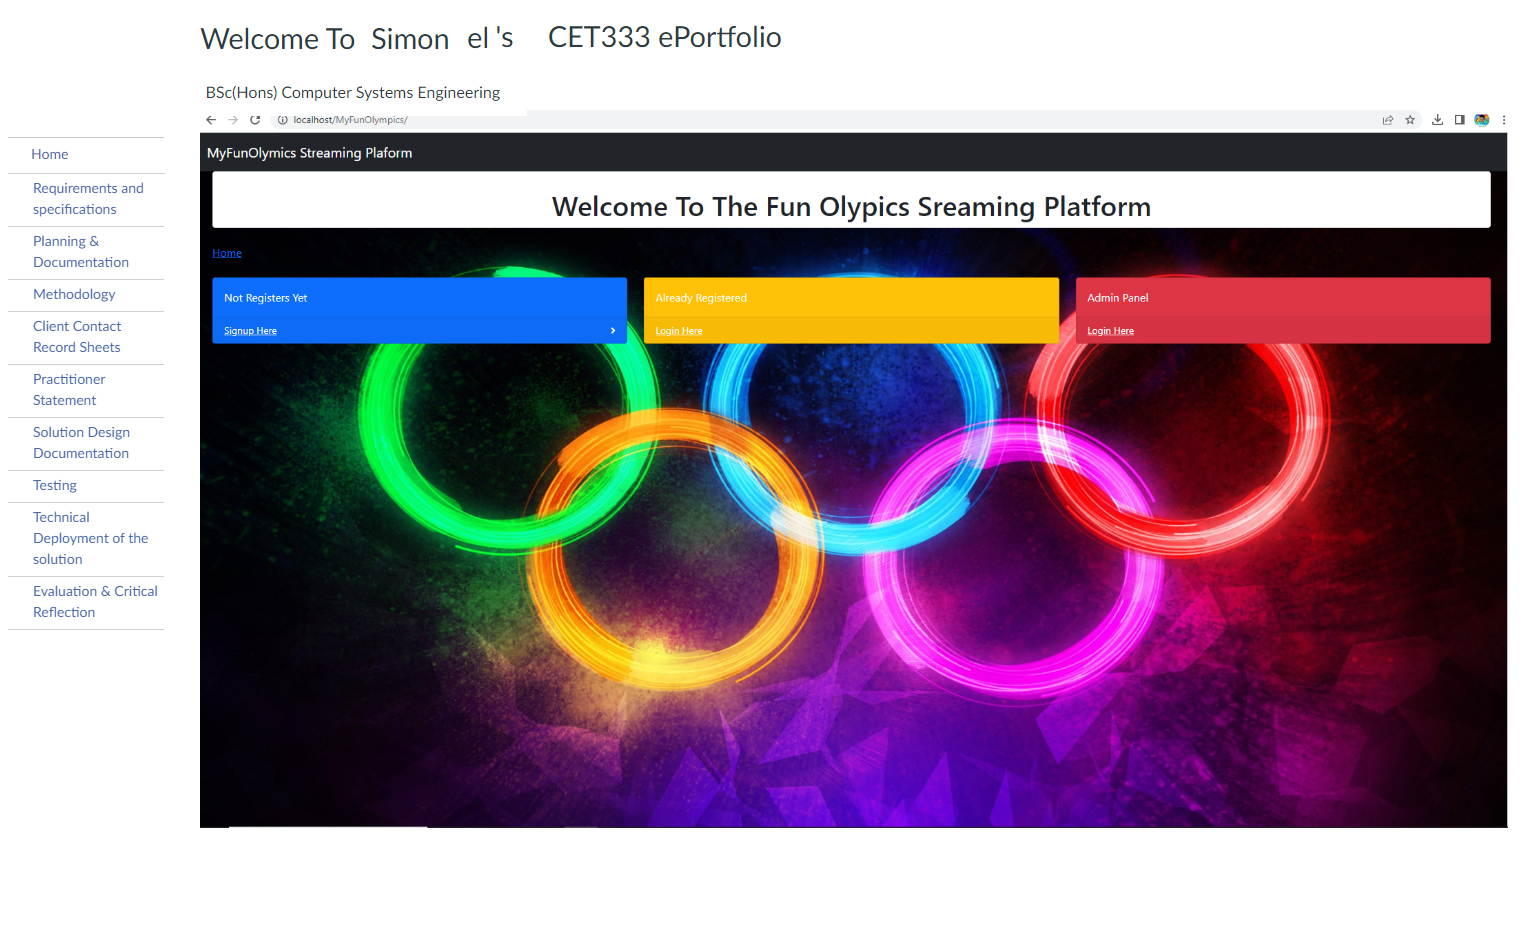 Welcome To Simon el 's CET333 ePortfolio
BSc(Hons) Computer Systems Engineering
localhost/MyFunOlympics/
Home
Requirements and
specifications
Planning &
Documentation
Methodology
Client Contact
Record Sheets
Practitioner
Statement
Solution Design
Documentation
Testing
Technical
Deployment of the
solution
Evaluation & Critical
Reflection
MyFunOlymics Streaming Plaform
Welcome To The Fun Olypics Sreaming Platform
Home
Not Registers Yet
Signup Here
Already Registered
Login Here
Admin Panel
Login Here